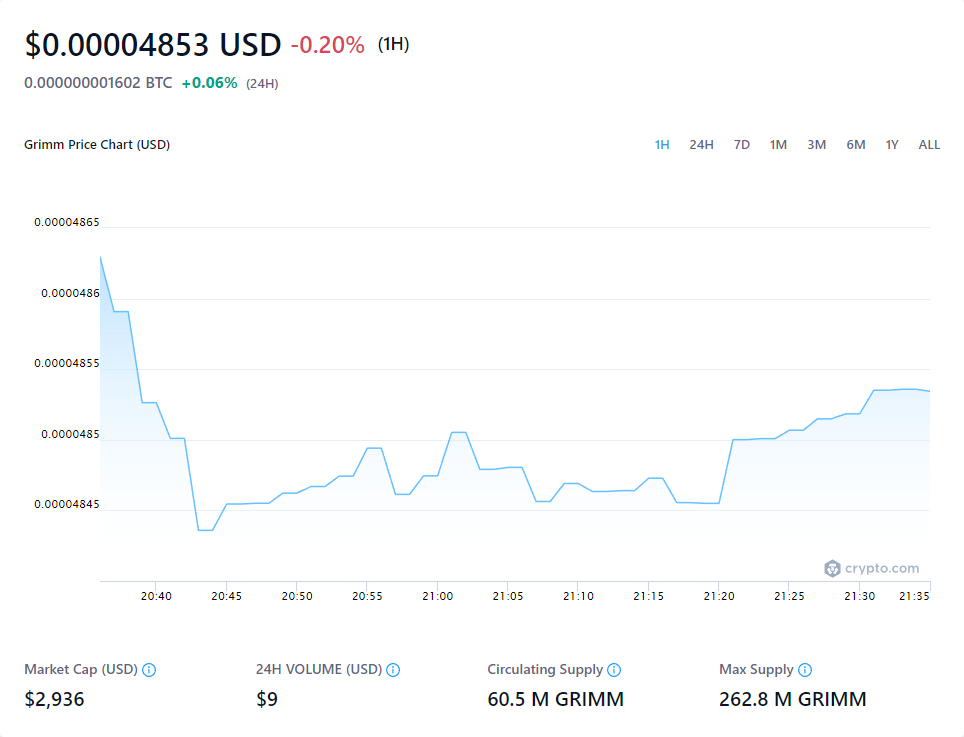 $0.00004853 USD -0.20% (1H)
0.000000001602 BTC +0.06% (24H)
Grimm Price Chart (USD) 1H 24H 7D 1M 3M 6M 1Y ALL
0.00004865
0.0000486
0.00004855
0.0000485
0.00004845
crypto.com
20:40 20:45 20:50 20:55 21:00 21:05 21:10 21:15 21:20 21:25 21:30 21:35
Market Cap (USD) 24H VOLUME (USD) Circulating Supply Max Supply
$2,936 $9 60.5 M GRIMM 262.8 M GRIMM